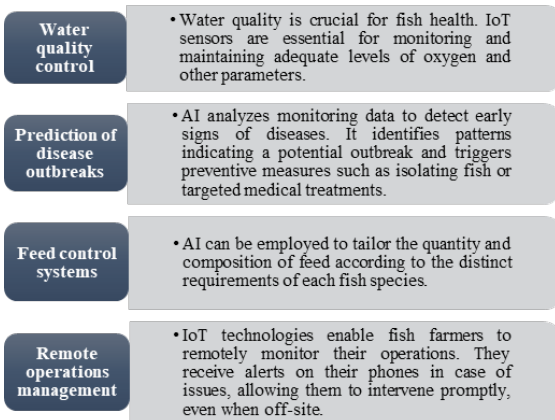 Water
quality
control
• Water quality is crucial for fish health. IoT
sensors are essential for monitoring and
maintaining adequate levels of oxygen and
other parameters.
Prediction of
disease
outbreaks
• AI analyzes monitoring data to detect early
signs of diseases. It identifies patterns
indicating a potential outbreak and triggers
preventive measures such as isolating fish or
targeted medical treatments.
Feed control
systems
• AI can be employed to tailor the quantity and
composition of feed according to the distinct
requirements of each fish species.
Remote
operations
management
• IoT technologies enable fish farmers to
remotely monitor their operations. They
receive alerts on their phones in case of
issues, allowing them to intervene promptly,
even when off-site.